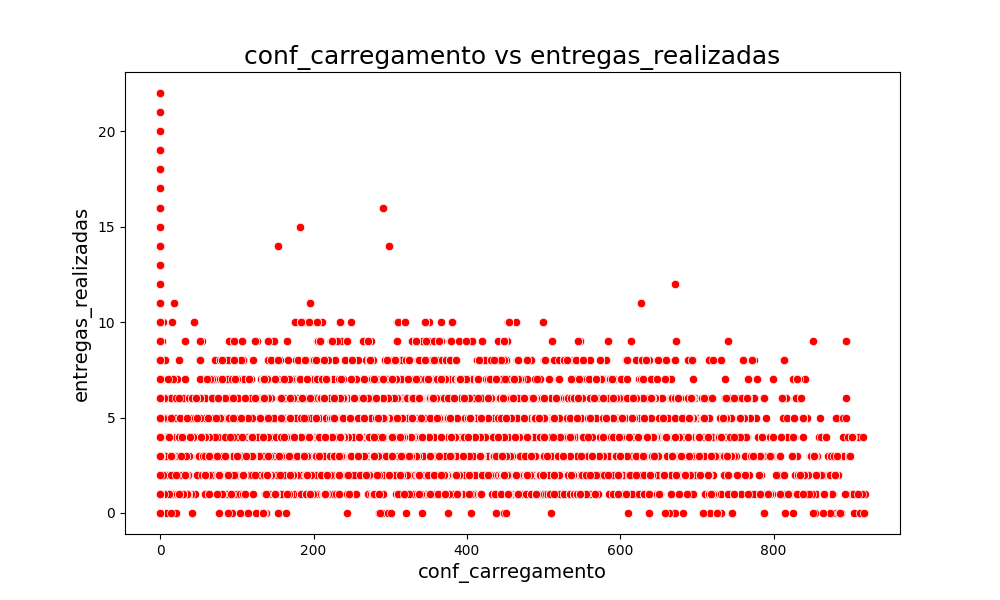 conf_carregamento vs entregas_realizadas
entregas_realizadas
20
15
10
5
0
0 200 400 600 800
conf_carregamento